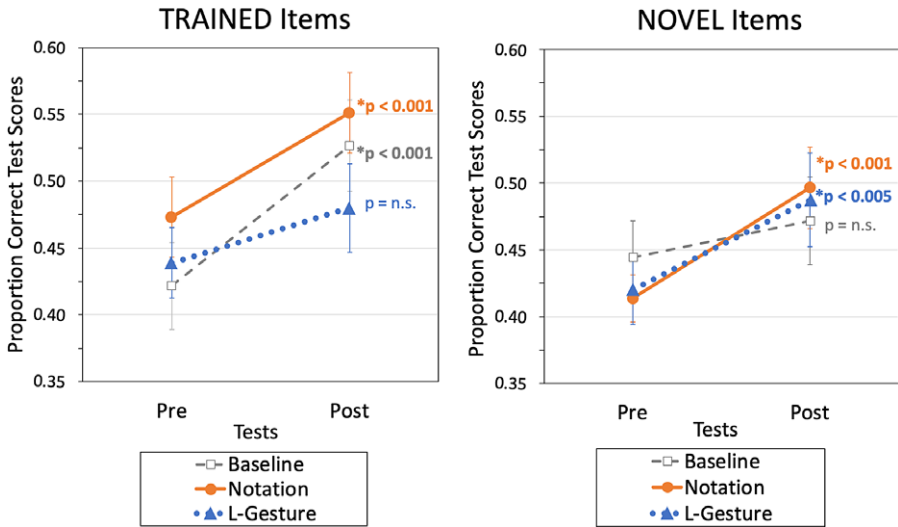 TRAINED Items
Proportion Correct Test Scores
0.60
0.55
0.50
0.45
0.40
0.35
*p < 0.001
*p < 0.001
p = n.s.
Pre
Post
Tests
Baseline
Notation
L-Gesture
NOVEL Items
Proportion Correct Test Scores
0.60
0.55
0.50
0.45
0.40
0.35
*p < 0.001
*p < 0.005
p = n.s.
Pre
Post
Tests
Baseline
Notation
L-Gesture